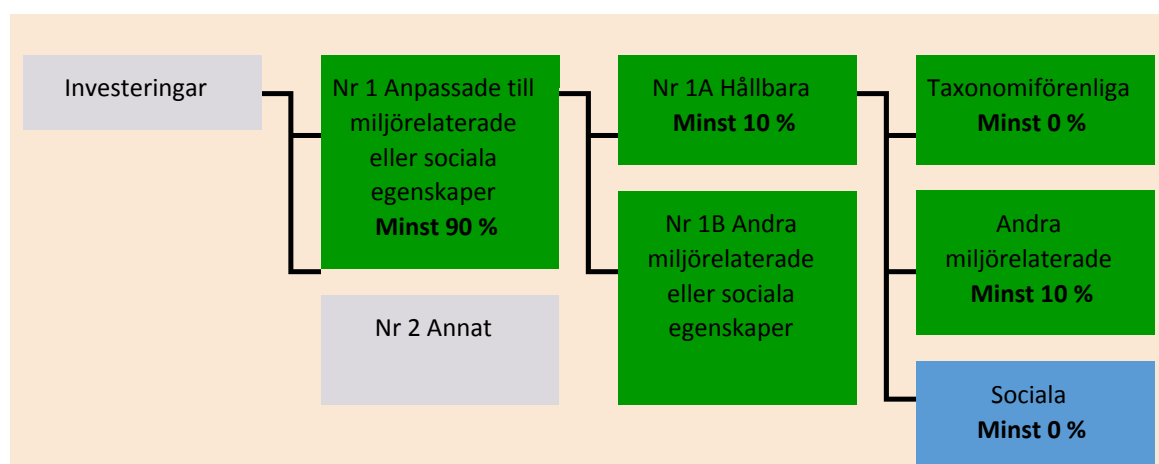 Investeringar
Nr 1 Anpassade till
miljörelaterade
eller sociala
egenskaper
Minst 90 %
Nr 2 Annat
Nr 1A Hållbara
Minst 10 %
Nr 1B Andra
miljörelaterade
eller sociala
egenskaper
Taxonomiförenliga
Minst 0 %
Andra
miljörelaterade
Minst 10 %
Sociala
Minst 0 %